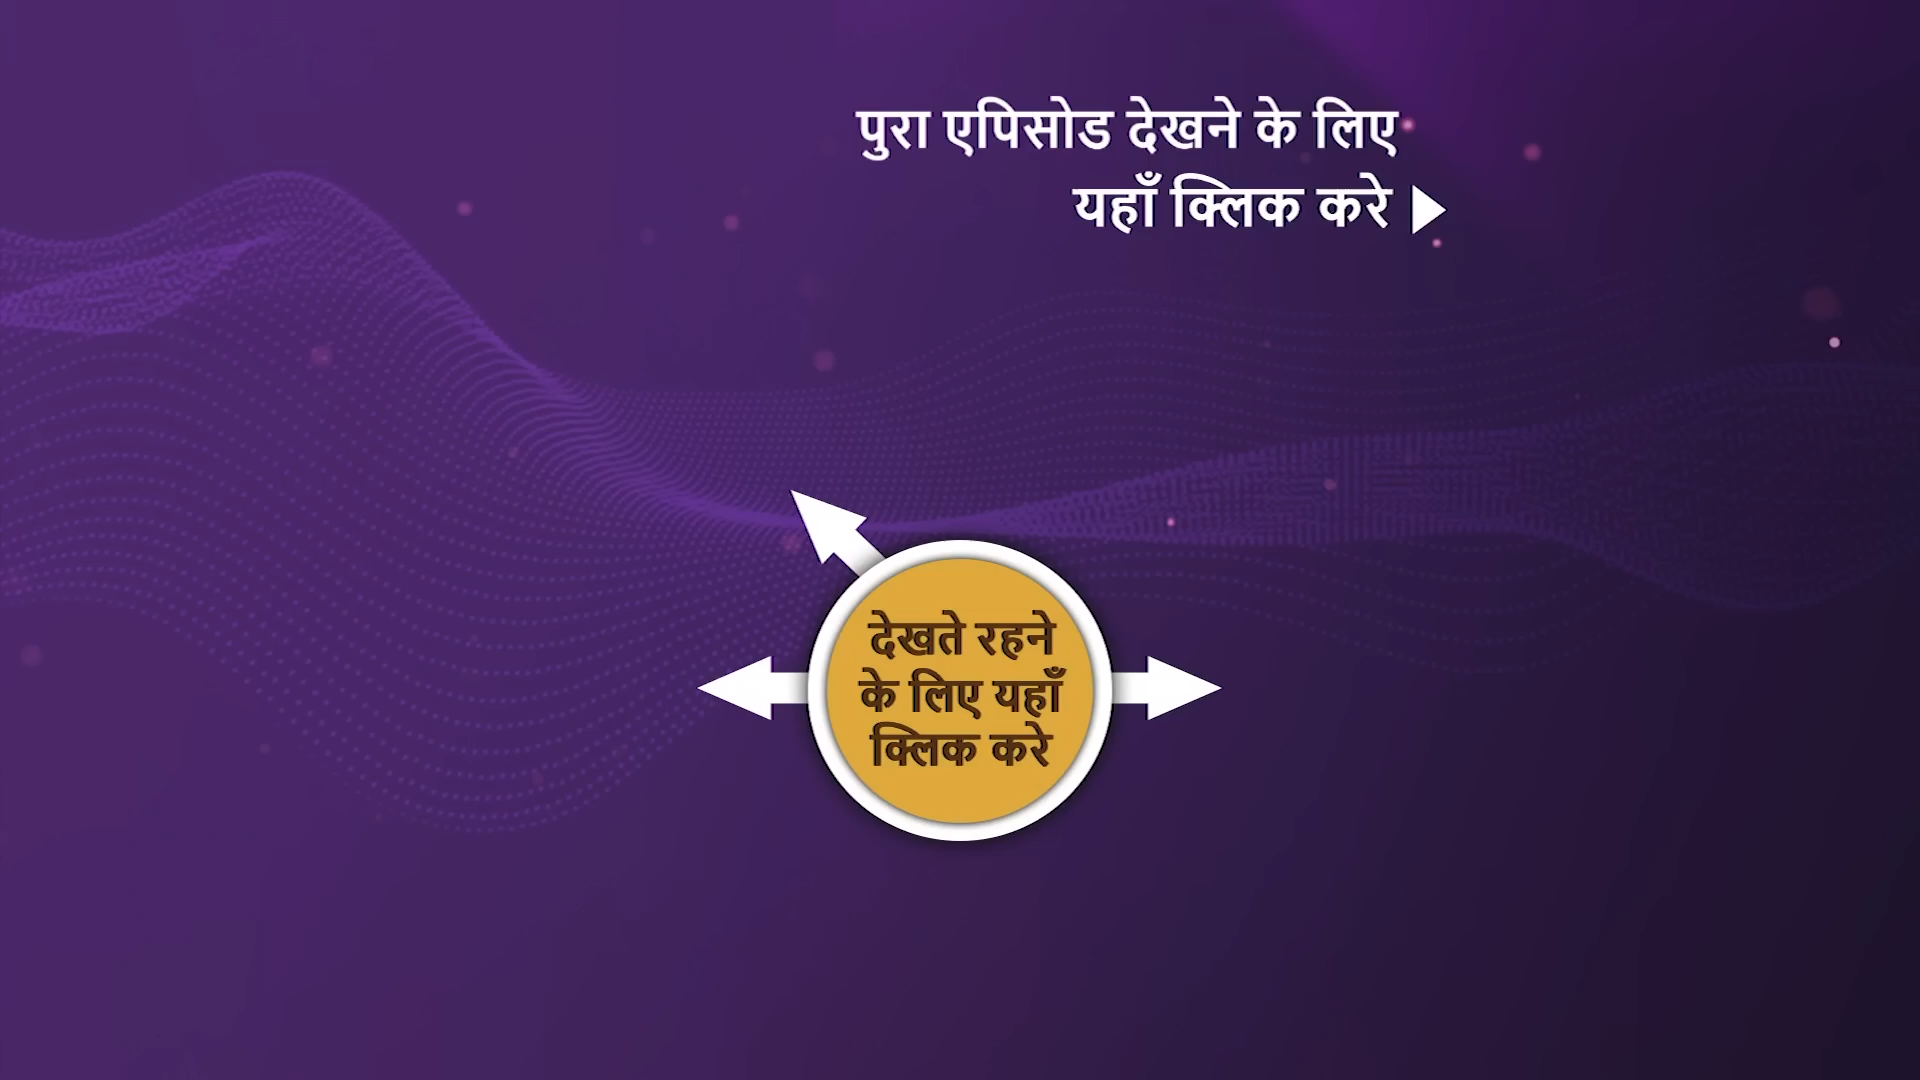 पुरा एपिसोड देखने के लिए
यहाँ क्लिक करे
देखते रहने
के लिए यहाँ
क्लिक करे